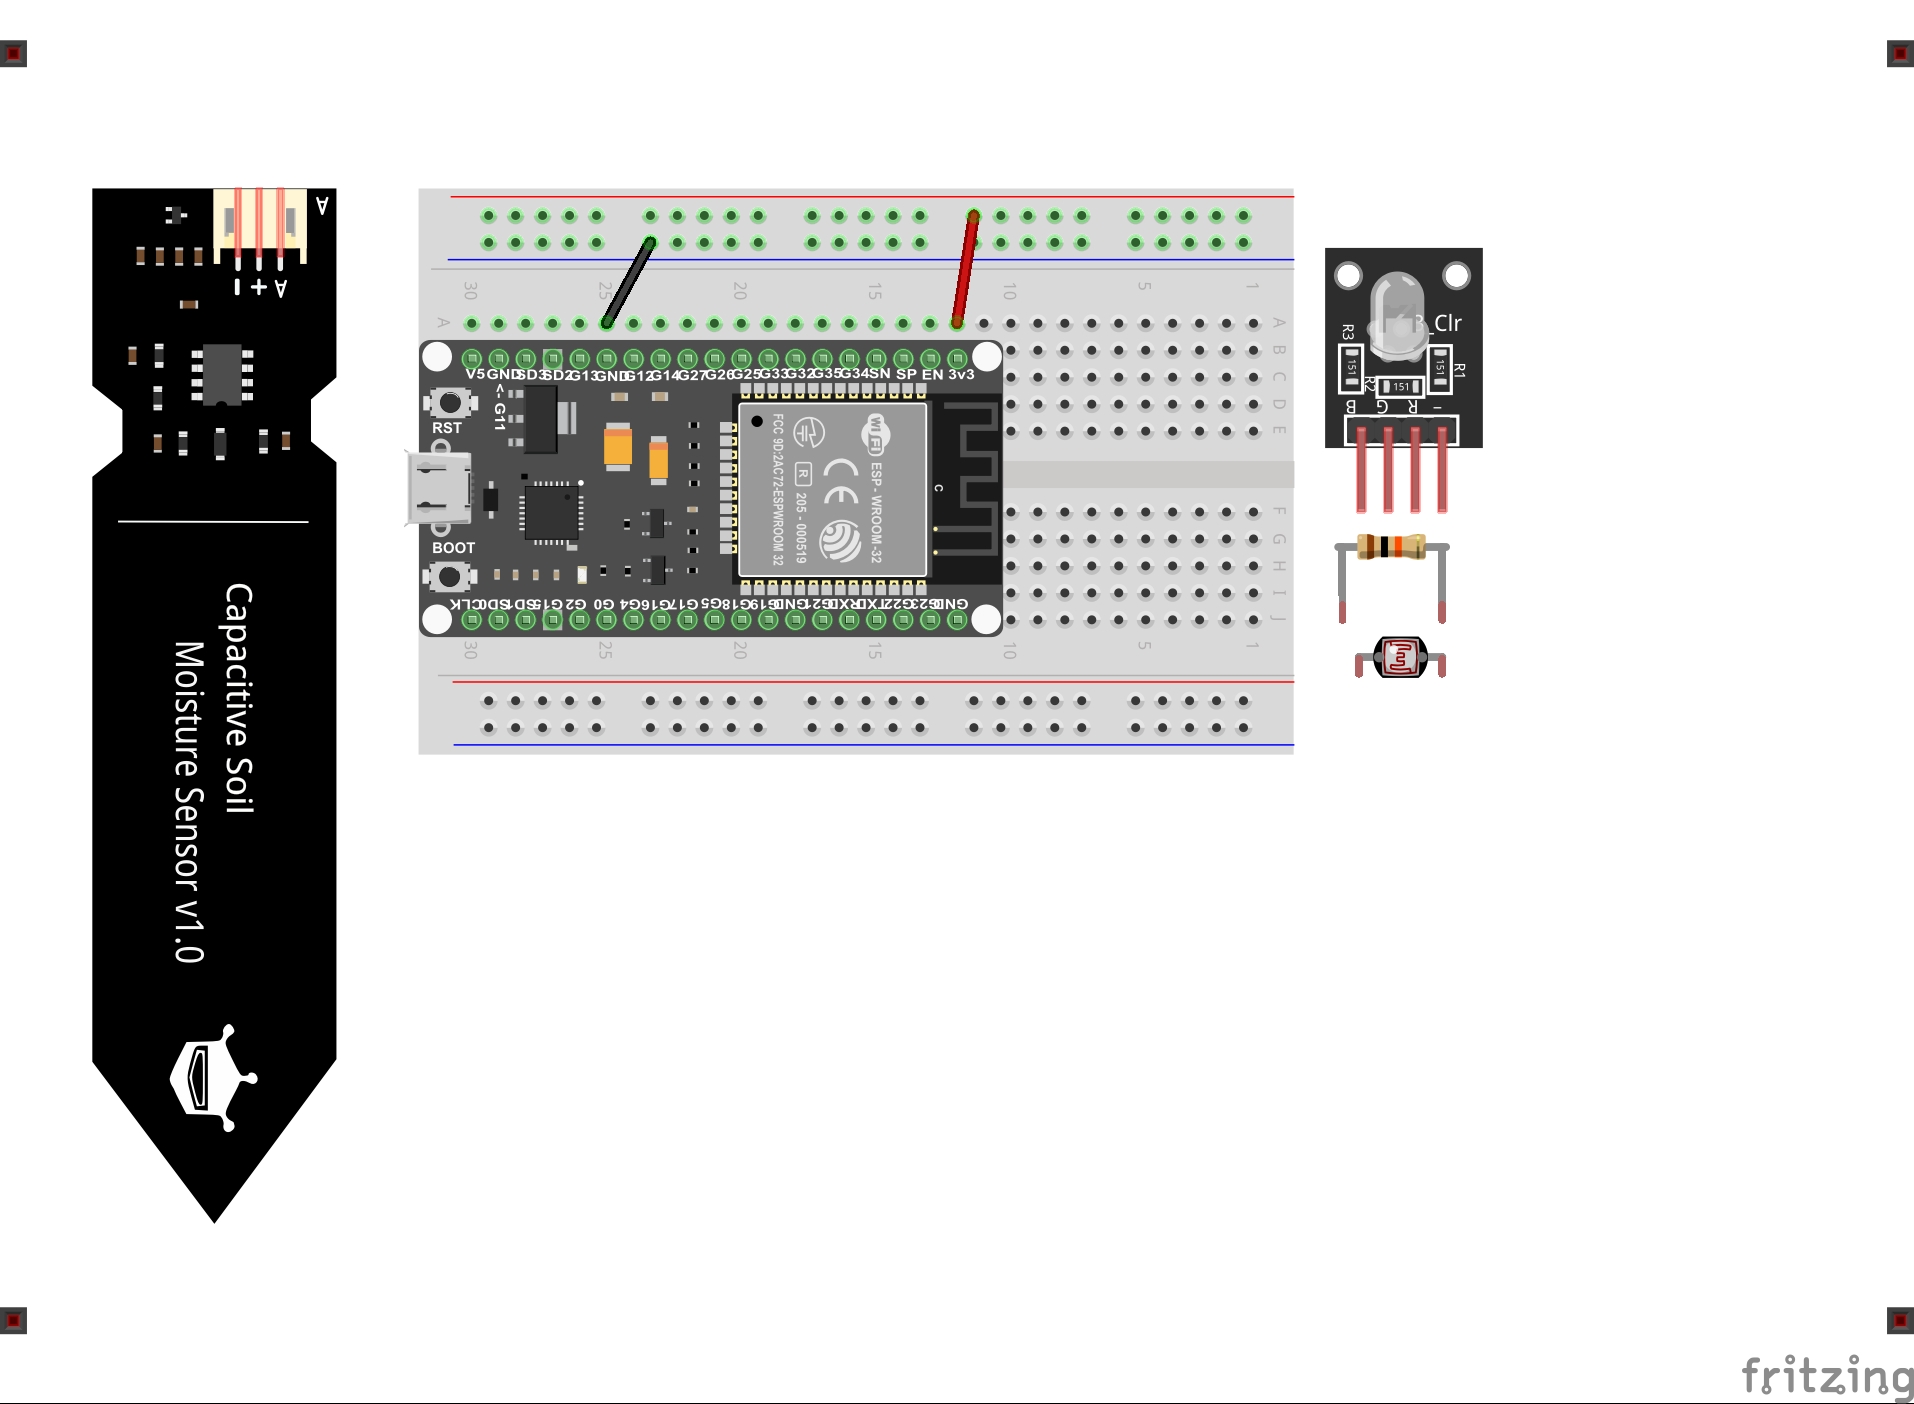 A
− + A
Capacitive Soil
Moisture Sensor v1.0
30 25 20 15 10 5 1
A A
B
C
D
E
V5 GND SD3 SD2 G13 GND G12 G14 G27 G26 G25 G33 G32 G35 G34 SN SP EN 3v3
<- G11
RST
BOOT
FCC 9D:2AC72-ESPWROOM 32
R
205 - 000519
CE
WiFi
ESP - WROOM -32
C
F
G
H
I
J
CLK SD0 SD1 G15 G2 G0 G4 G16 G17 G5 G18 G19 GND G21 RXD TXD G22 G23 GND
30 25 20 15 10 5 1
_Clr
R3
151
R2
151
R1
151
B G R −
fritzing